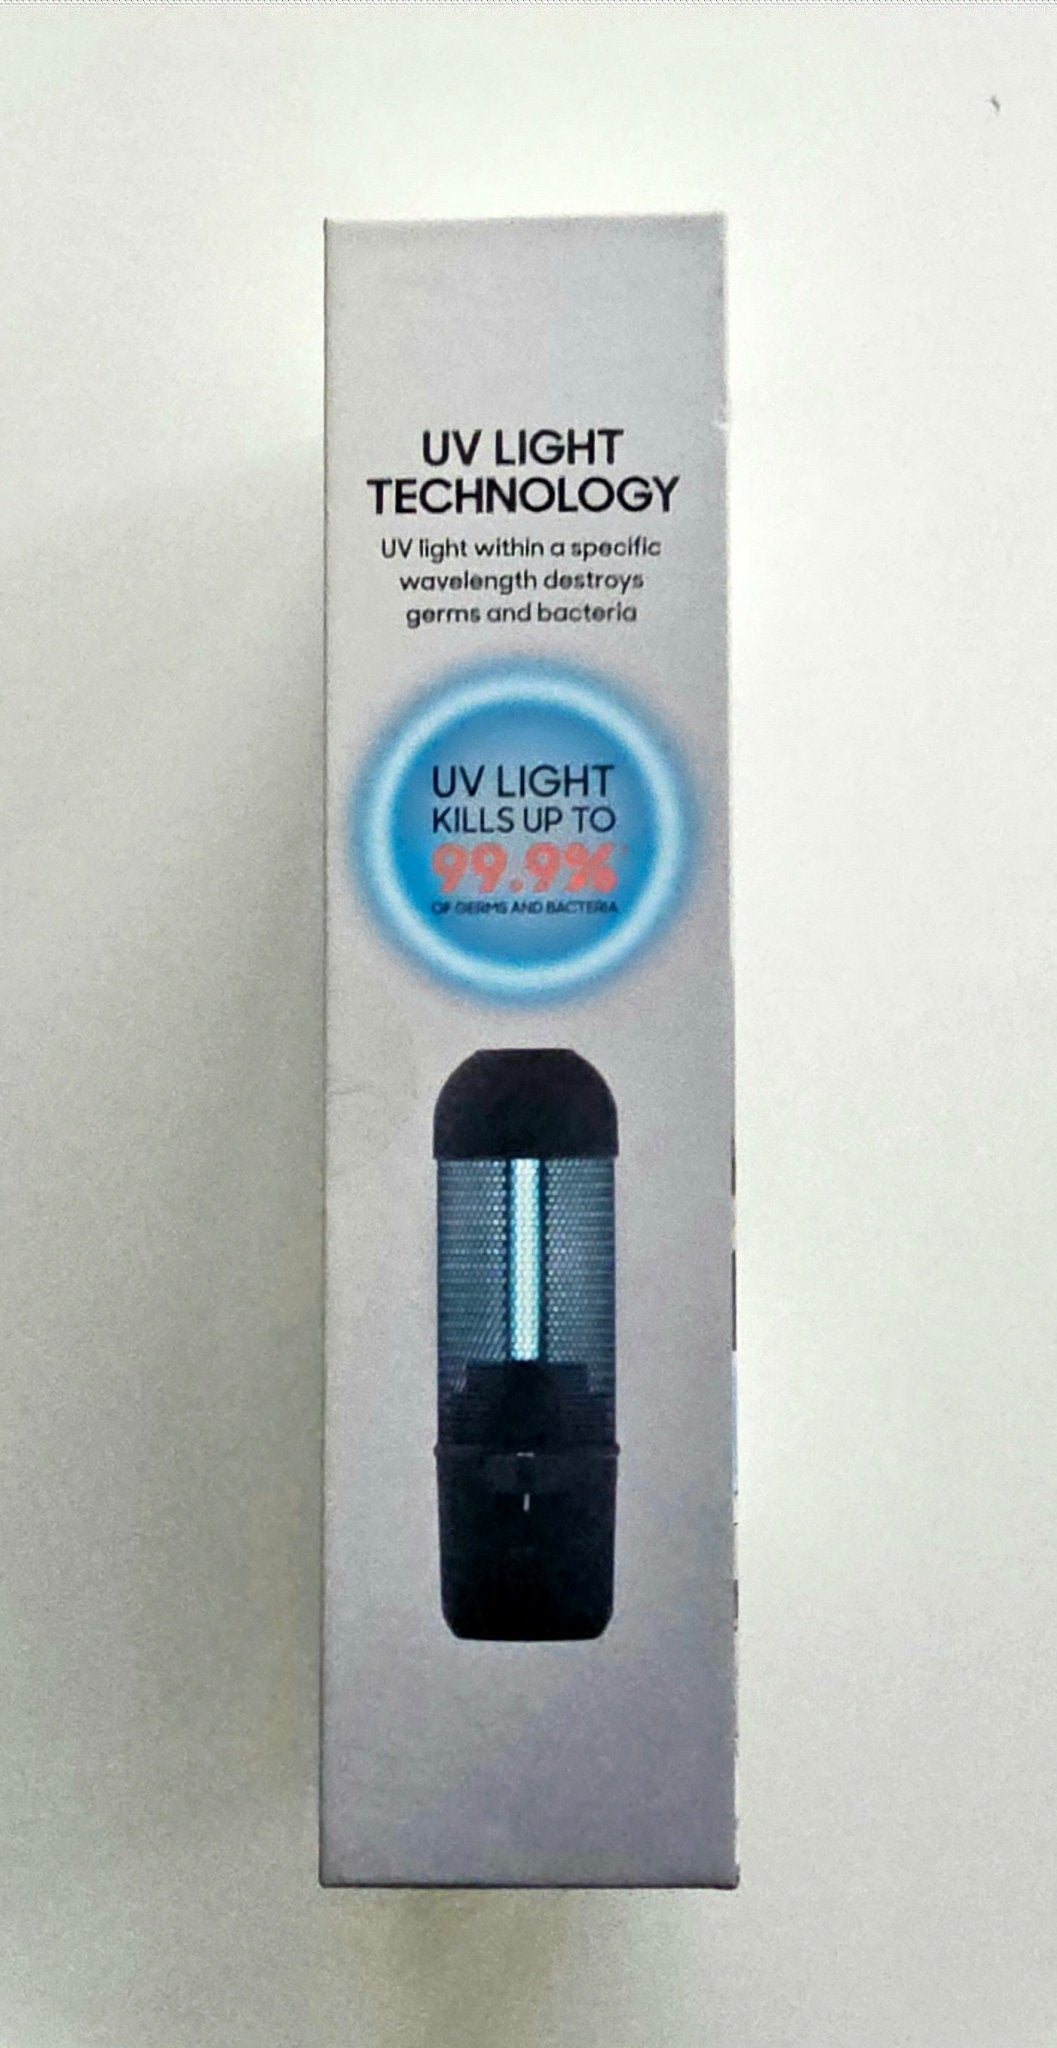 UV LIGHT
TECHNOLOGY
UV light within a specific
wavelength destroys
germs and bacteria
UV LIGHT
KILLS UP TO
99.9%*
OF GERMS AND BACTERIA